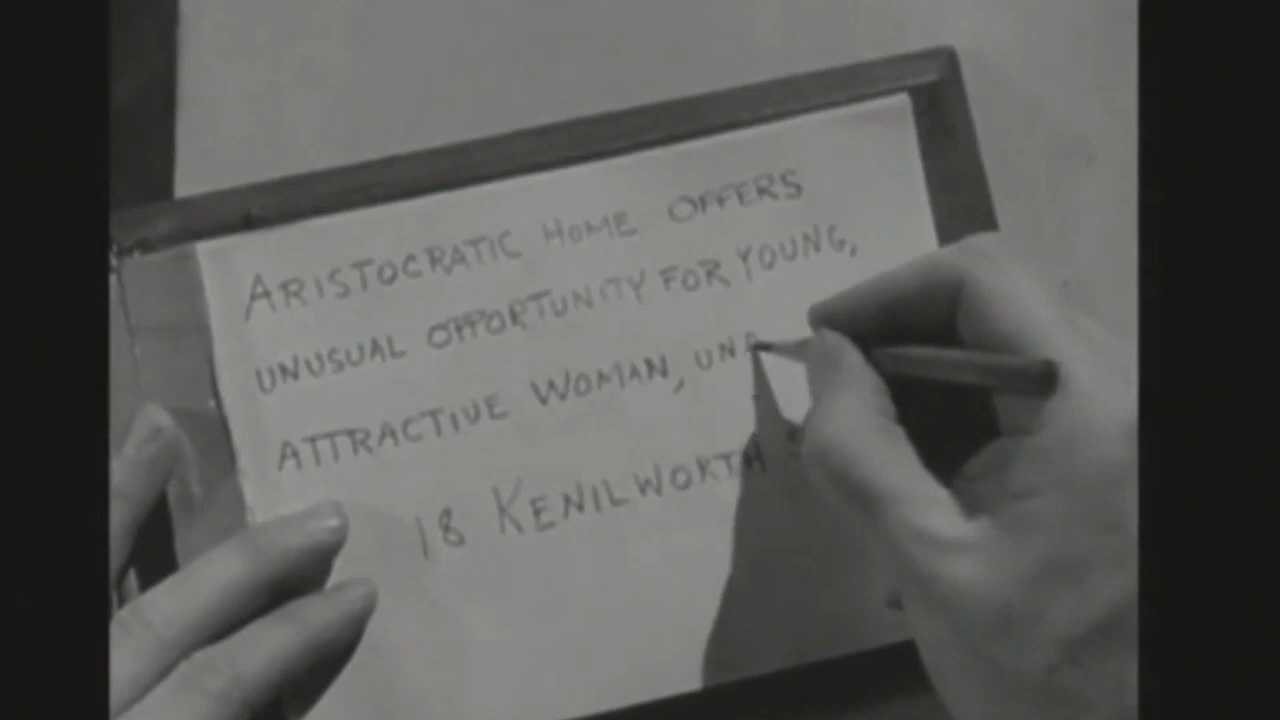 ARISTOCRATIC HOME OFFERS
UNUSUAL OPPORTUNITY FOR YOUNG,
ATTRACTIVE WOMAN,
18 KENILWORTH